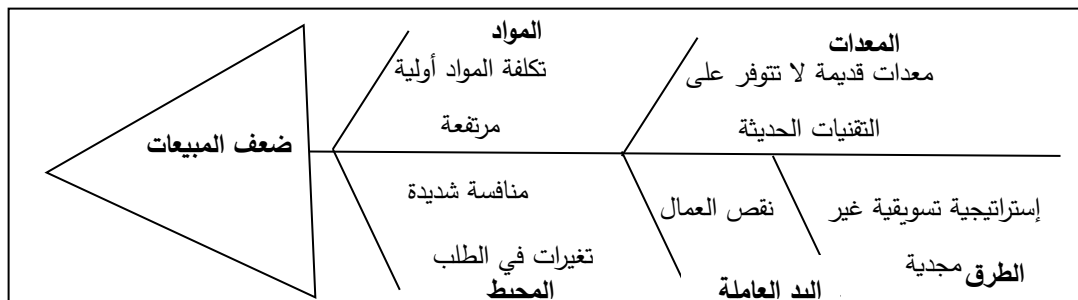 المعدات
معدات قديمة لا تتوفر على
التقنيات الحديثة
المواد
تكلفة المواد أولية
مرتفعة
ضعف المبيعات
إستراتيجية تسويقية غير
مجدية
الطرق
نقص العمال
اليد العاملة
منافسة شديدة
تغيرات في الطلب
المحيط